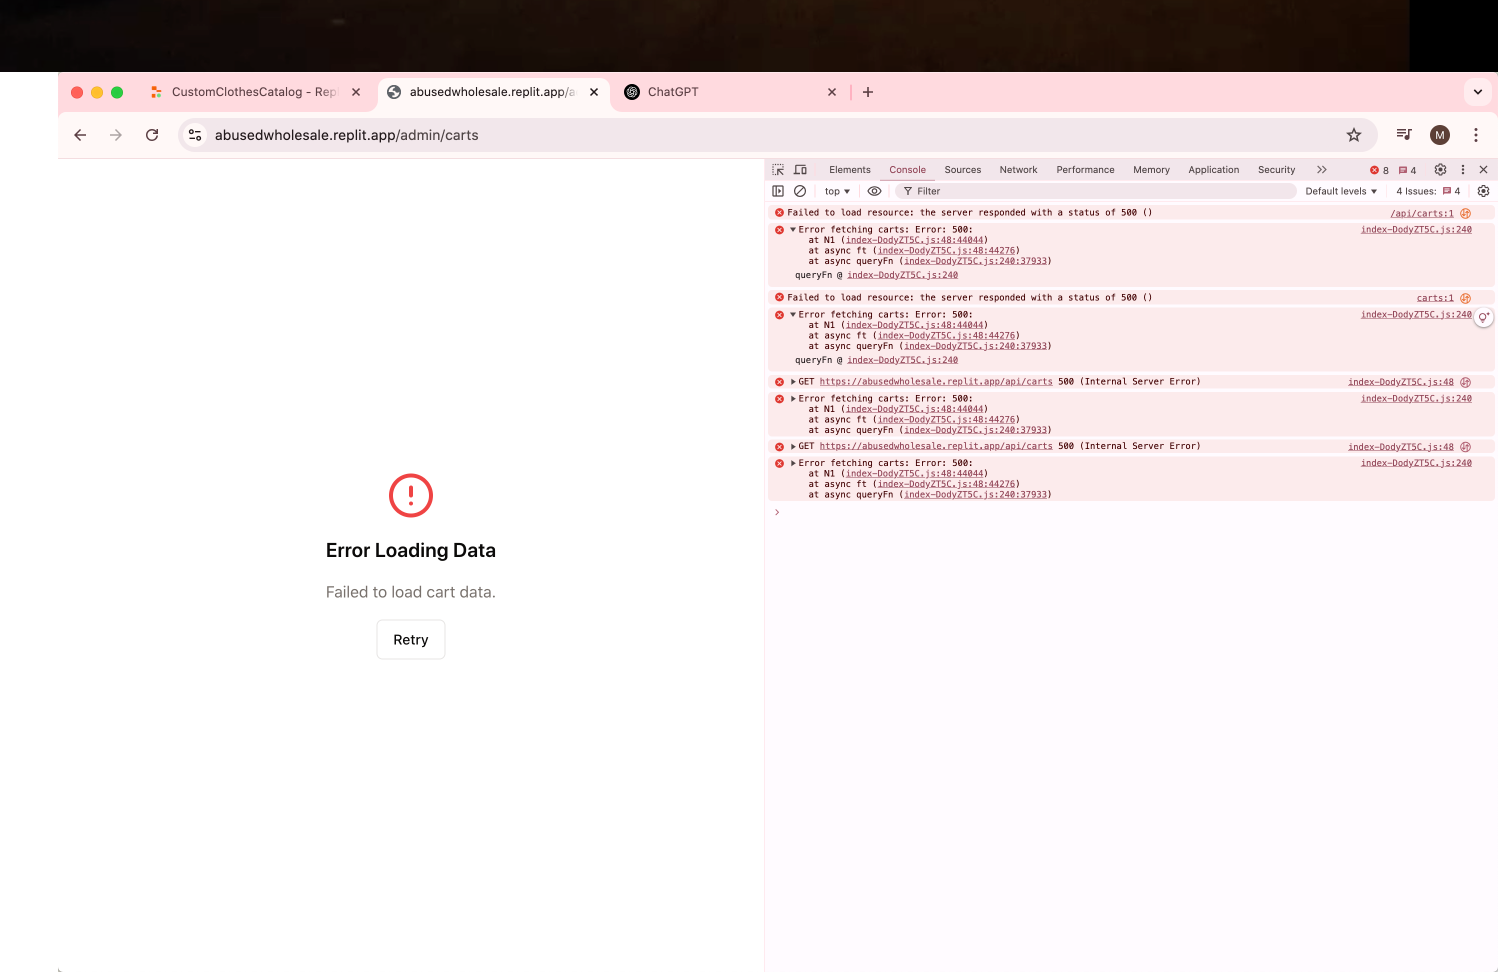 CustomClothesCatalog - Repl
abusedwholesale.replit.app/a
ChatGPT
abusedwholesale.replit.app/admin/carts
M
Elements Console Sources Network Performance Memory Application Security 8 4
top Filter Default levels 4 Issues: 4
Failed to load resource: the server responded with a status of 500 () /api/carts:1
Error fetching carts: Error: 500: index-DodyZT5C.js:240
at N1 (index-DodyZT5C.js:48:44044)
at async ft (index-DodyZT5C.js:48:44276)
at async queryFn (index-DodyZT5C.js:240:37933)
queryFn @ index-DodyZT5C.js:240
Failed to load resource: the server responded with a status of 500 () carts:1
Error fetching carts: Error: 500: index-DodyZT5C.js:240
at N1 (index-DodyZT5C.js:48:44044)
at async ft (index-DodyZT5C.js:48:44276)
at async queryFn (index-DodyZT5C.js:240:37933)
queryFn @ index-DodyZT5C.js:240
GET https://abusedwholesale.replit.app/api/carts 500 (Internal Server Error) index-DodyZT5C.js:48
Error fetching carts: Error: 500: index-DodyZT5C.js:240
at N1 (index-DodyZT5C.js:48:44044)
at async ft (index-DodyZT5C.js:48:44276)
at async queryFn (index-DodyZT5C.js:240:37933)
GET https://abusedwholesale.replit.app/api/carts 500 (Internal Server Error) index-DodyZT5C.js:48
Error fetching carts: Error: 500: index-DodyZT5C.js:240
at N1 (index-DodyZT5C.js:48:44044)
at async ft (index-DodyZT5C.js:48:44276)
at async queryFn (index-DodyZT5C.js:240:37933)
Error Loading Data
Failed to load cart data.
Retry